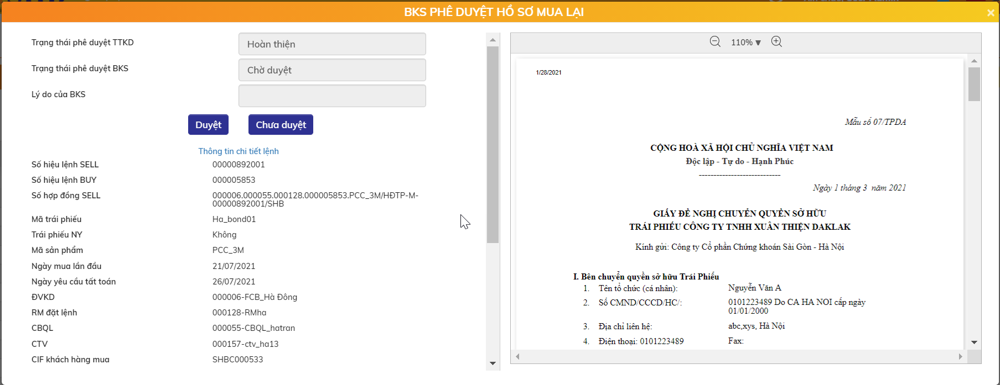 BKS PHÊ DUYỆT HỒ SƠ MUA LẠI
×
Trạng thái phê duyệt TTKD
Hoàn thiện
Trạng thái phê duyệt BKS
Chờ duyệt
Lý do của BKS
Duyệt
Chưa duyệt
Thông tin chi tiết lệnh
Số hiệu lệnh SELL 00000892001
Số hiệu lệnh BUY 000005853
Số hợp đồng SELL 000006.000055.000128.000005853.PCC_3M/HĐTP-M-
00000892001/SHB
Mã trái phiếu Ha_bond01
Trái phiếu NY Không
Mã sản phẩm PCC_3M
Ngày mua lần đầu 21/07/2021
Ngày yêu cầu tất toán 26/07/2021
ĐVKD 000006-FCB_Hà Đông
RM đặt lệnh 000128-RMha
CBQL 000055-CBQL_hatran
CTV 000157-ctv_ha13
CIF khách hàng mua SHBC000533
110%
1/28/2021
Mẫu số 07/TPDA
CỘNG HOÀ XÃ HỘI CHỦ NGHĨA VIỆT NAM
Độc lập - Tự do - Hạnh Phúc
----------------------------
Ngày 1 tháng 3 năm 2021
GIẤY ĐỀ NGHỊ CHUYỂN QUYỀN SỞ HỮU
TRÁI PHIẾU CÔNG TY TNHH XUÂN THIỆN DAKLAK
Kính gửi: Công ty Cổ phần Chứng khoán Sài Gòn - Hà Nội
I. Bên chuyển quyền sở hữu Trái Phiếu
1. Tên tổ chức (cá nhân): Nguyễn Văn A
2. Số CMND/CCCD/HC/: 0101223489 Do CA HA NOI cấp ngày
01/01/2000
3. Địa chỉ liên hệ: abc,xys, Hà Nội
4. Điện thoại: 0101223489 Fax: